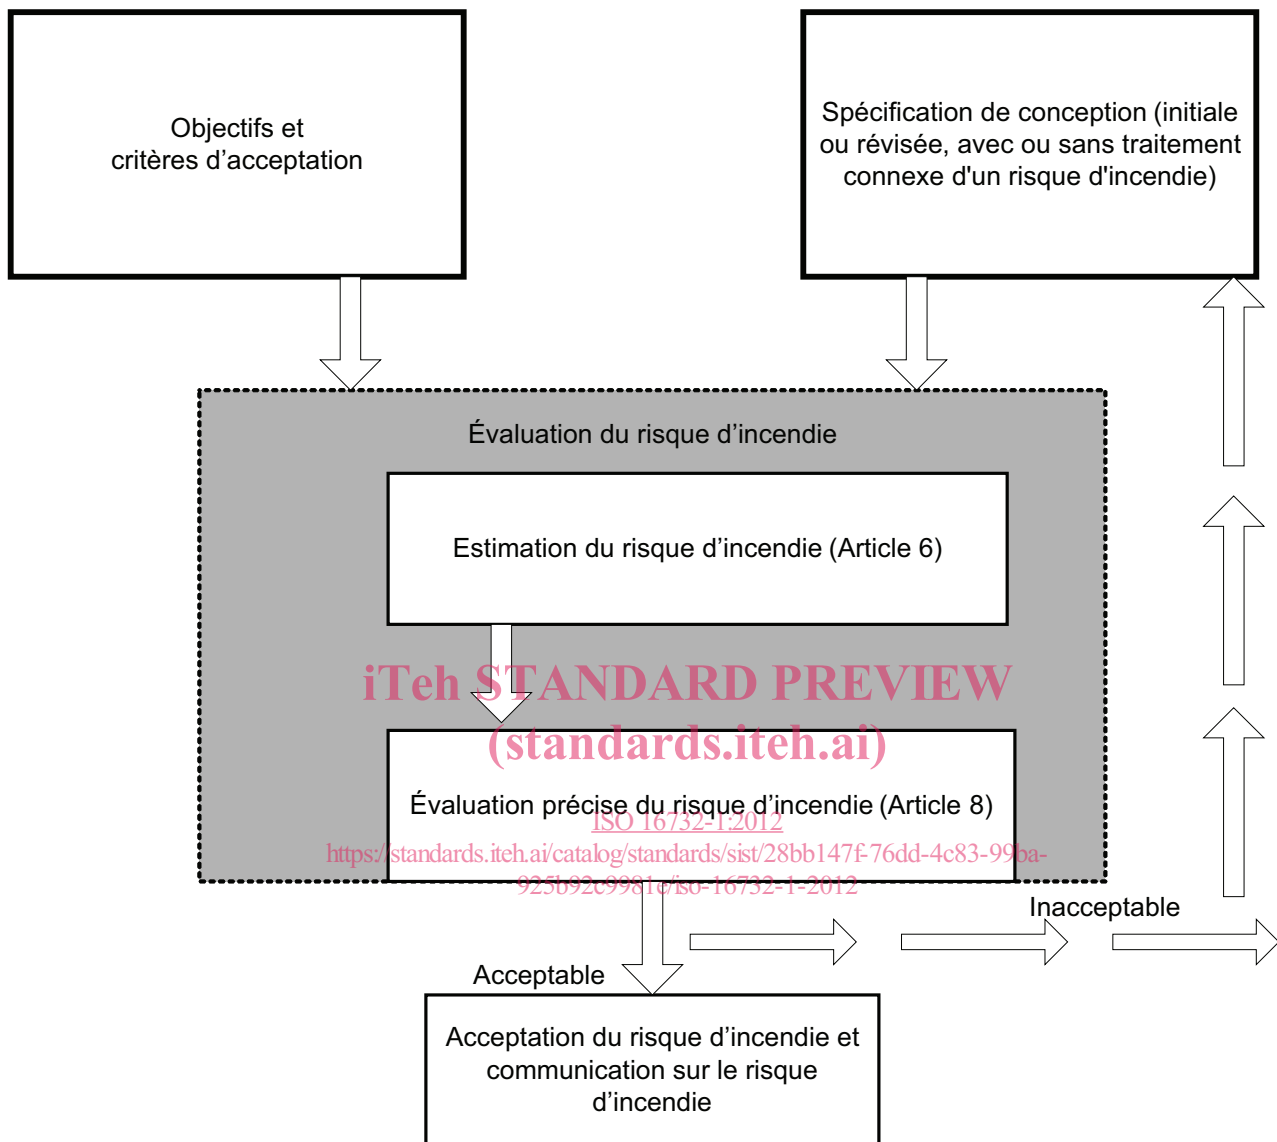 Objectifs et
critères d’acceptation
Spécification de conception (initiale
ou révisée, avec ou sans traitement
connexe d'un risque d'incendie)
Évaluation du risque d’incendie
Estimation du risque d’incendie (Article 6)
iTeh STANDARD PREVIEW
(standards.iteh.ai)
Évaluation précise du risque d’incendie (Article 8)
ISO 16732-1:2012
https://standards.iteh.ai/catalog/standards/sist/28bb147f-76dd-4c83-99ba-
925b92c9981e/iso-16732-1-2012
Inacceptable
Acceptable
Acceptation du risque d’incendie et
communication sur le risque
d’incendie